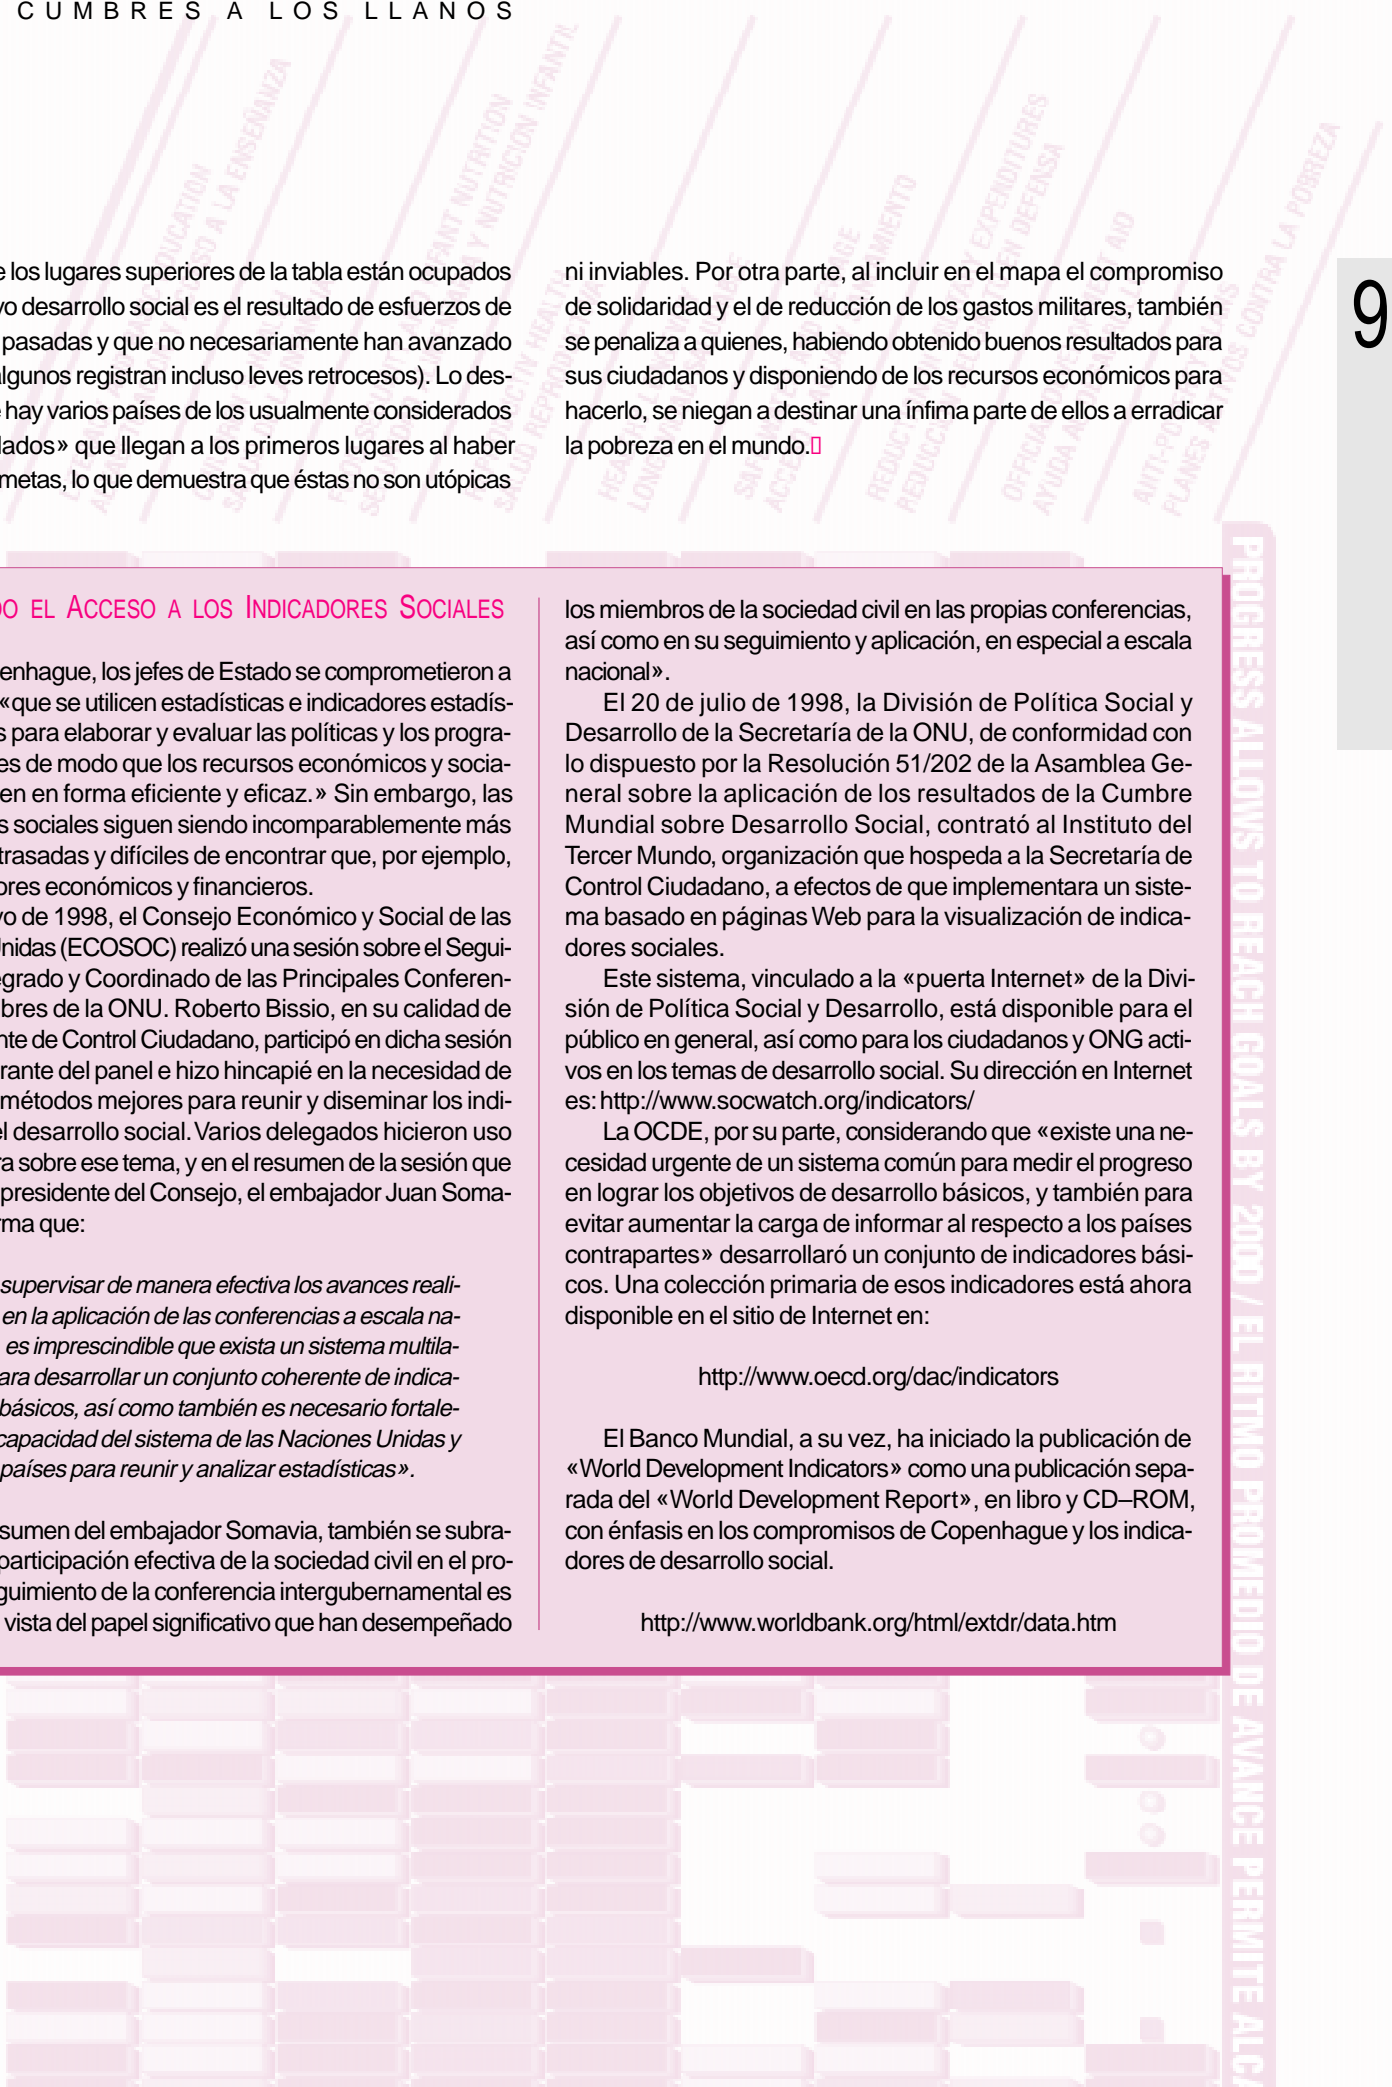 CUMBRES A LOS LLANOS
los lugares superiores de la tabla están ocupados
desarrollo social es el resultado de esfuerzos de
pasadas y que no necesariamente han avanzado
algunos registran incluso leves retrocesos). Lo des-
hay varios países de los usualmente considerados
lados» que llegan a los primeros lugares al haber
metas, lo que demuestra que éstas no son utópicas
ni inviables. Por otra parte, al incluir en el mapa el compromiso
de solidaridad y el de reducción de los gastos militares, también
se penaliza a quienes, habiendo obtenido buenos resultados para
sus ciudadanos y disponiendo de los recursos económicos para
hacerlo, se niegan a destinar una ínfima parte de ellos a erradicar
la pobreza en el mundo.
9
DO EL ACCESO A LOS INDICADORES SOCIALES
enhague, los jefes de Estado se comprometieron a
«que se utilicen estadísticas e indicadores estadís-
s para elaborar y evaluar las políticas y los progra-
es de modo que los recursos económicos y socia-
en en forma eficiente y eficaz.» Sin embargo, las
s sociales siguen siendo incomparablemente más
trasadas y difíciles de encontrar que, por ejemplo,
ores económicos y financieros.
yo de 1998, el Consejo Económico y Social de las
Unidas (ECOSOC) realizó una sesión sobre el Segui-
egrado y Coordinado de las Principales Conferen-
bres de la ONU. Roberto Bissio, en su calidad de
nte de Control Ciudadano, participó en dicha sesión
rante del panel e hizo hincapié en la necesidad de
métodos mejores para reunir y diseminar los indi-
el desarrollo social. Varios delegados hicieron uso
ra sobre ese tema, y en el resumen de la sesión que
presidente del Consejo, el embajador Juan Soma-
rma que:
supervisar de manera efectiva los avances reali-
en la aplicación de las conferencias a escala na-
es imprescindible que exista un sistema multila-
ara desarrollar un conjunto coherente de indica-
básicos, así como también es necesario fortale-
capacidad del sistema de las Naciones Unidas y
países para reunir y analizar estadísticas».
sumen del embajador Somavia, también se subra-
participación efectiva de la sociedad civil en el pro-
guimiento de la conferencia intergubernamental es
vista del papel significativo que han desempeñado
los miembros de la sociedad civil en las propias conferencias,
así como en su seguimiento y aplicación, en especial a escala
nacional».
El 20 de julio de 1998, la División de Política Social y
Desarrollo de la Secretaría de la ONU, de conformidad con
lo dispuesto por la Resolución 51/202 de la Asamblea Ge-
neral sobre la aplicación de los resultados de la Cumbre
Mundial sobre Desarrollo Social, contrató al Instituto del
Tercer Mundo, organización que hospeda a la Secretaría de
Control Ciudadano, a efectos de que implementara un siste-
ma basado en páginas Web para la visualización de indica-
dores sociales.
Este sistema, vinculado a la «puerta Internet» de la Divi-
sión de Política Social y Desarrollo, está disponible para el
público en general, así como para los ciudadanos y ONG acti-
vos en los temas de desarrollo social. Su dirección en Internet
es: http://www.socwatch.org/indicators/
La OCDE, por su parte, considerando que «existe una ne-
cesidad urgente de un sistema común para medir el progreso
en lograr los objetivos de desarrollo básicos, y también para
evitar aumentar la carga de informar al respecto a los países
contrapartes» desarrollaró un conjunto de indicadores bási-
cos. Una colección primaria de esos indicadores está ahora
disponible en el sitio de Internet en:
http://www.oecd.org/dac/indicators
El Banco Mundial, a su vez, ha iniciado la publicación de
«World Development Indicators» como una publicación sepa-
rada del «World Development Report», en libro y CD–ROM,
con énfasis en los compromisos de Copenhague y los indica-
dores de desarrollo social.
http://www.worldbank.org/html/extdr/data.htm
PROGRESS ALLOWS TO REACH GOALS BY 2000 / EL RITMO PROMEDIO DE AVANCE PERMITE ALCA